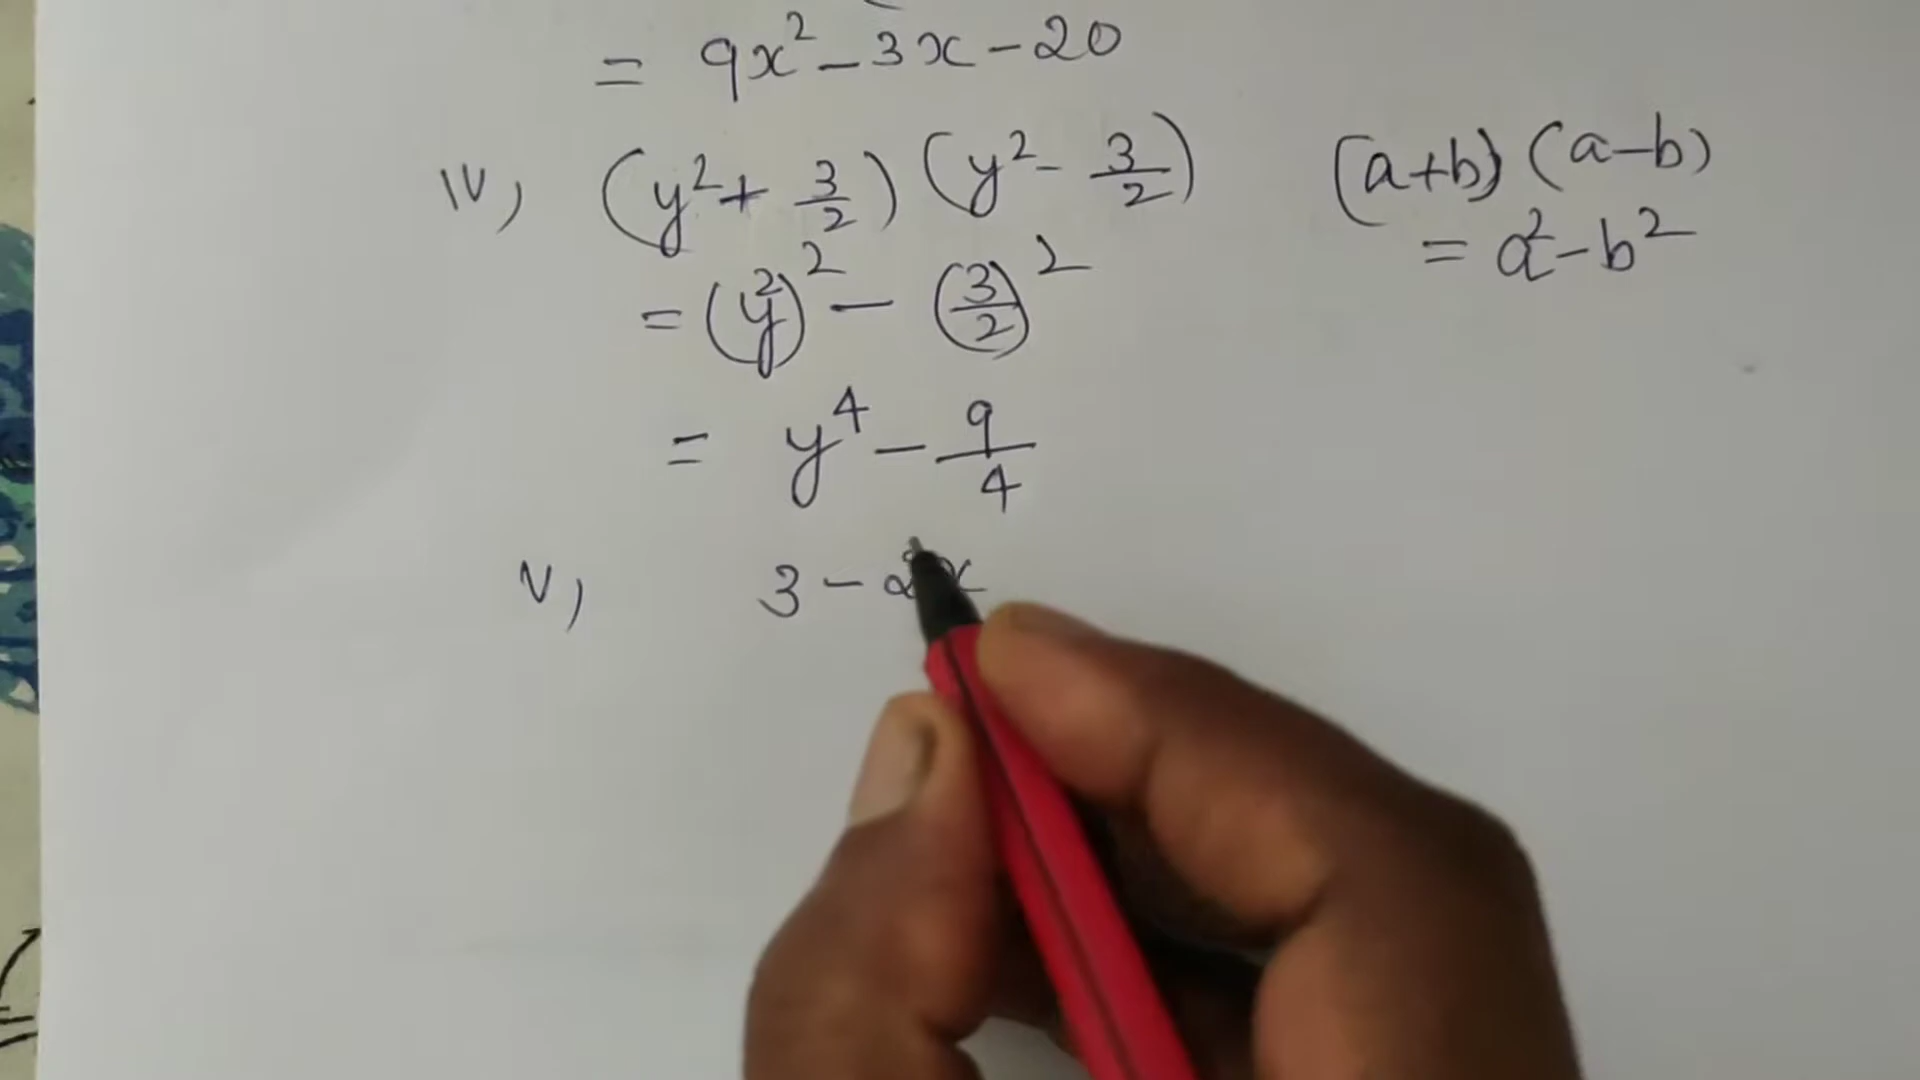 = 9x² - 3x - 20
iv) (y² + 3/2) (y² - 3/2) (a+b) (a-b)
= a² - b²
= (y²)² - (3/2)²
= y⁴ - 9/4
v) 3 - 2x